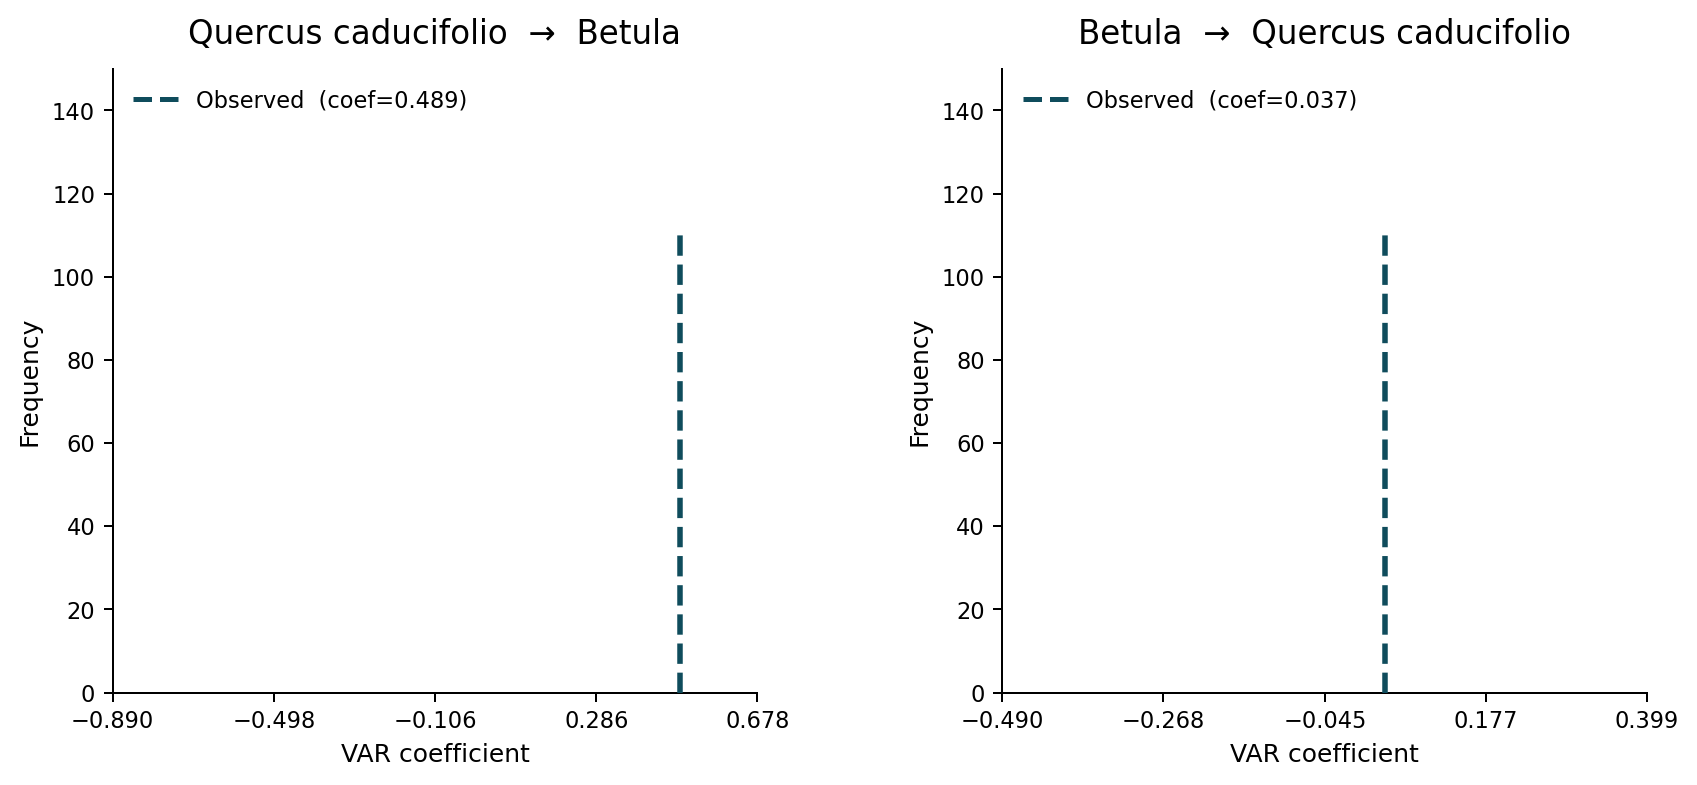 Quercus caducifolio → Betula
Observed (coef=0.489)
140
120
100
80
60
40
20
0
Frequency
−0.890 −0.498 −0.106 0.286 0.678
VAR coefficient
Betula → Quercus caducifolio
Observed (coef=0.037)
140
120
100
80
60
40
20
0
Frequency
−0.490 −0.268 −0.045 0.177 0.399
VAR coefficient